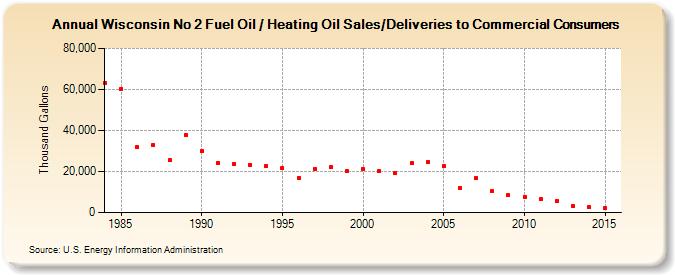 Annual Wisconsin No 2 Fuel Oil / Heating Oil Sales/Deliveries to Commercial Consumers
Thousand Gallons
80,000
60,000
40,000
20,000
0
1985 1990 1995 2000 2005 2010 2015
Source: U.S. Energy Information Administration